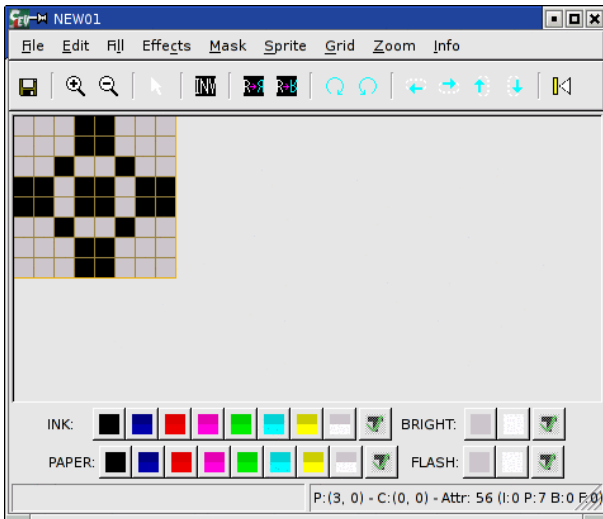 NEW01
File Edit Fill Effects Mask Sprite Grid Zoom Info
INV R→Я R→B
INK: T BRIGHT: T
PAPER: T FLASH: T
P:(3, 0) - C:(0, 0) - Attr: 56 (I:0 P:7 B:0 F:0)